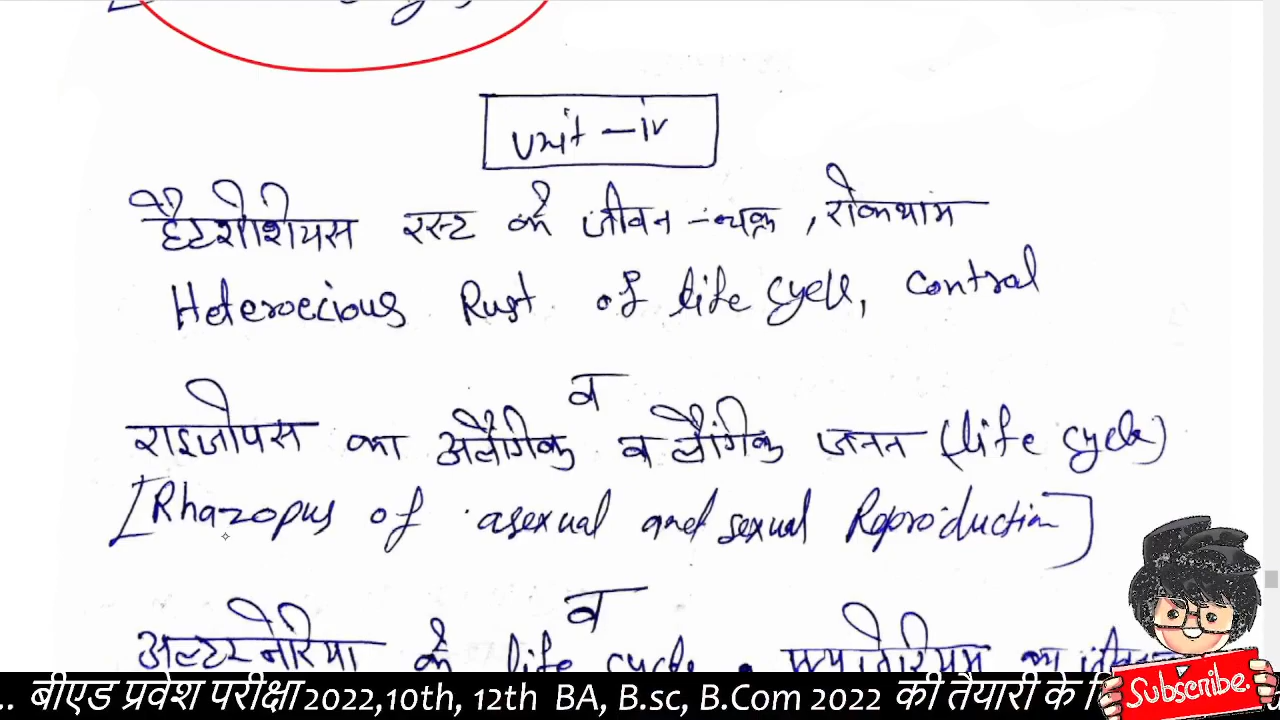 Unit - iv
हैटरोशियस रस्ट के जीवन - चक्र, रोकथाम
Heteroecious Rust of life cycle, control
व
राइजोपस का अलैंगिक व लैंगिक जनन (life cycle)
[Rhazopus of asexual and sexual Reproduction]
व
अल्टरनेरिया के life cycle
... बीएड प्रवेश परीक्षा 2022,10th, 12th BA, B.sc, B.Com 2022 की तैयारी के
Subscribe.